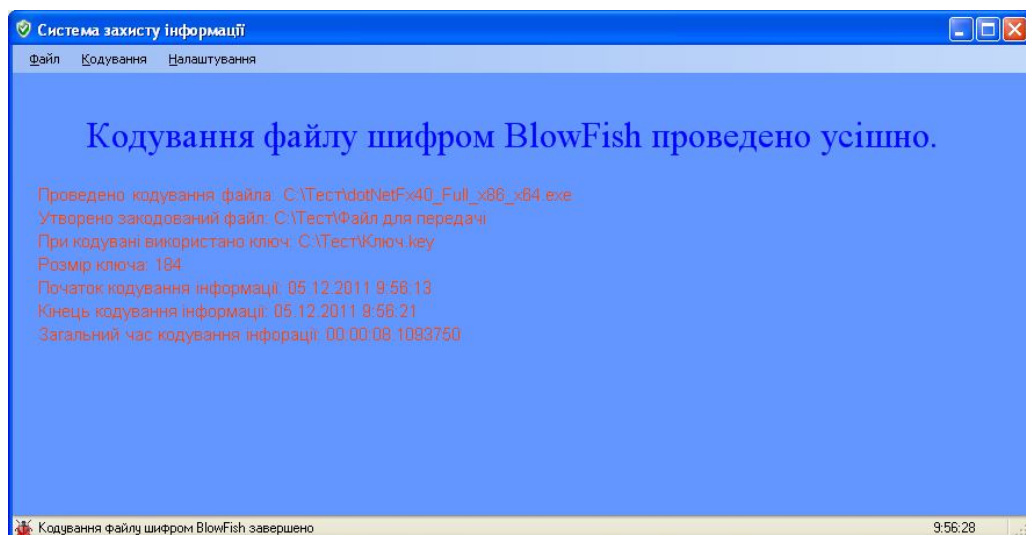 Система захисту інформації
Файл Кодування Налаштування
Кодування файлу шифром BlowFish проведено усішно.
Проведено кодування файла: C:\Тест\dotNetFx40_Full_x86_x64.exe
Утворено закодований файл: C:\Тест\Файл для передачі
При кодувані використано ключ: C:\Тест\Ключ.key
Розмір ключа: 184
Початок кодування інформації: 05.12.2011 9:56:13
Кінець кодування інформації: 05.12.2011 9:56:21
Загальний час кодування інфорації: 00:00:08.1093750
Кодування файлу шифром BlowFish завершено 9:56:28